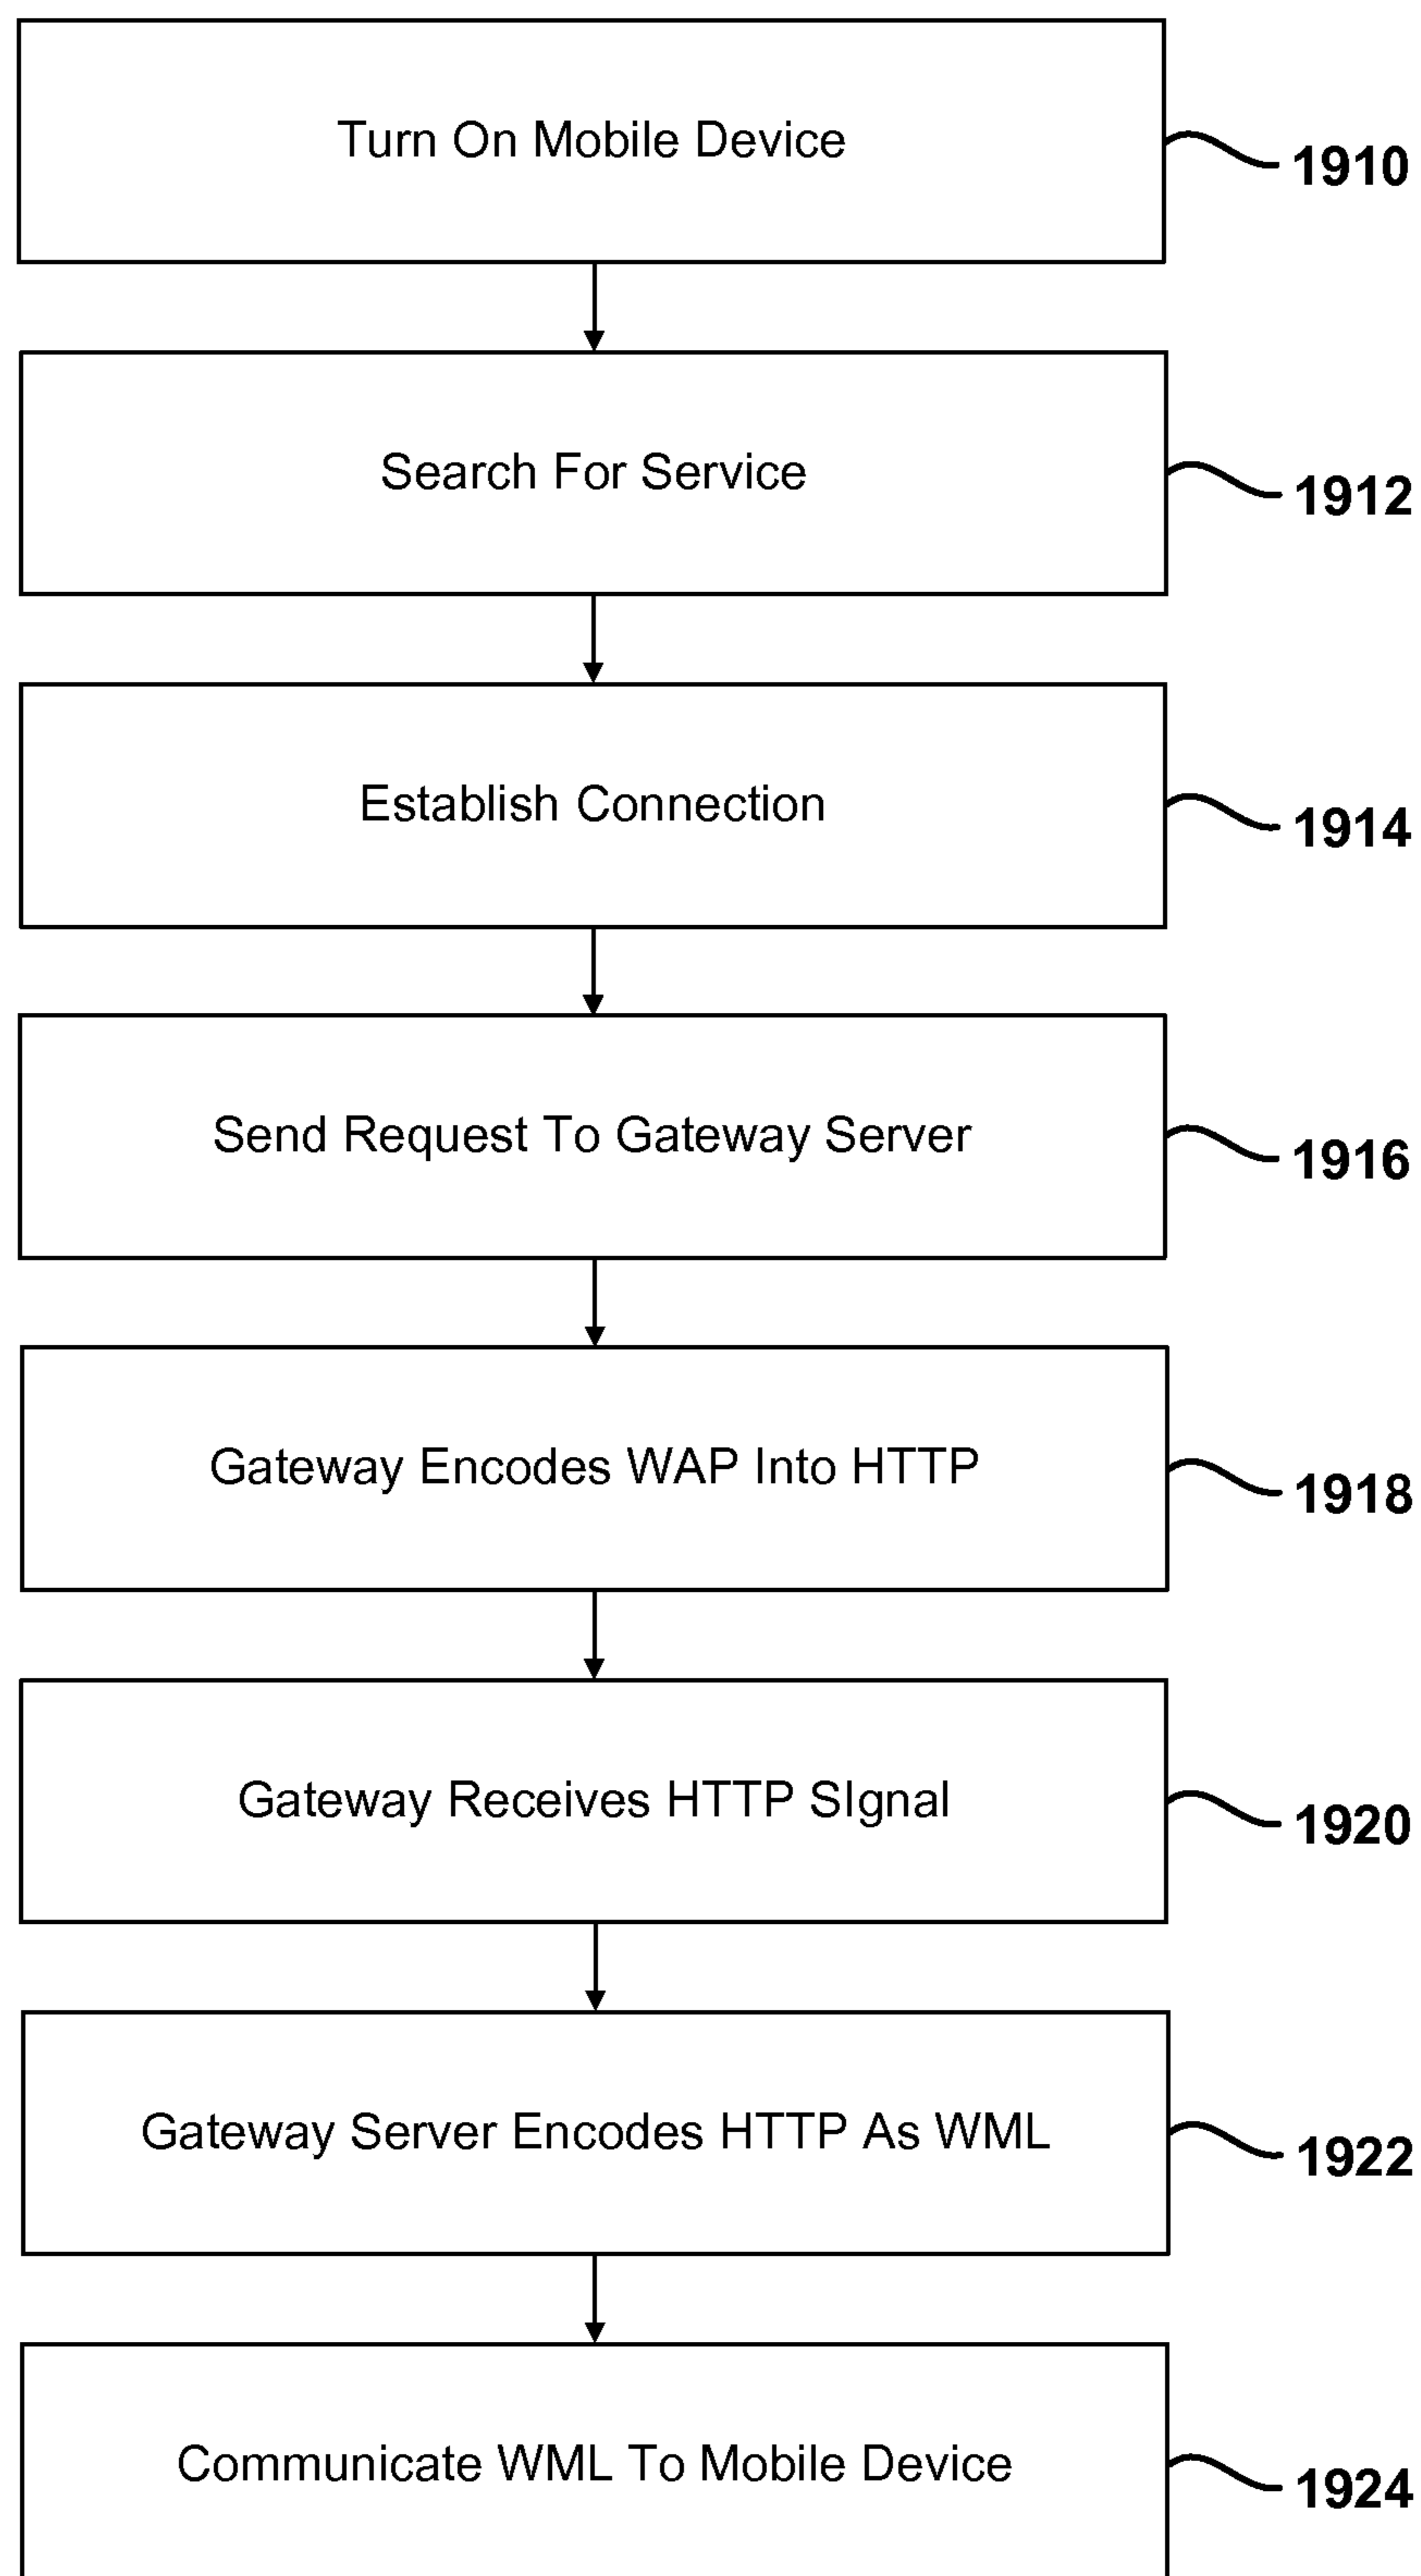 Turn On Mobile Device
1910
Search For Service
1912
Establish Connection
1914
Send Request To Gateway Server
1916
Gateway Encodes WAP Into HTTP
1918
Gateway Receives HTTP SIgnal
1920
Gateway Server Encodes HTTP As WML
1922
Communicate WML To Mobile Device
1924